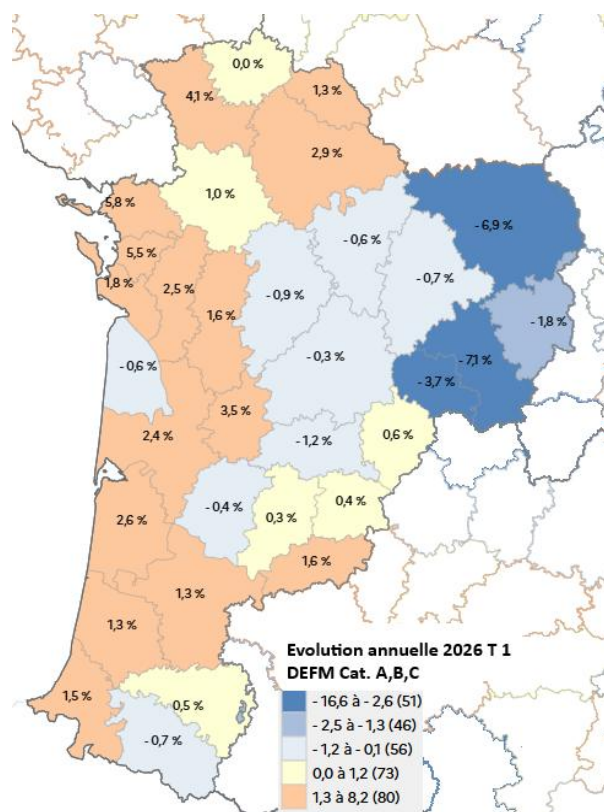 0,0 %
4,1 %
1,3 %
2,9 %
5,8 %
1,0 %
- 6,9 %
- 0,6 %
5,5 %
- 0,7 %
1,8 %
2,5 %
- 0,9 %
1,6 %
- 1,8 %
- 0,6 %
- 0,3 %
- 7,1 %
- 3,7 %
3,5 %
2,4 %
- 1,2 %
0,6 %
- 0,4 %
0,3 %
0,4 %
2,6 %
1,6 %
1,3 %
1,3 %
1,5 %
0,5 %
- 0,7 %
Evolution annuelle 2026 T 1
DEFM Cat. A,B,C
- 16,6 à - 2,6 (51)
- 2,5 à - 1,3 (46)
- 1,2 à - 0,1 (56)
0,0 à 1,2 (73)
1,3 à 8,2 (80)